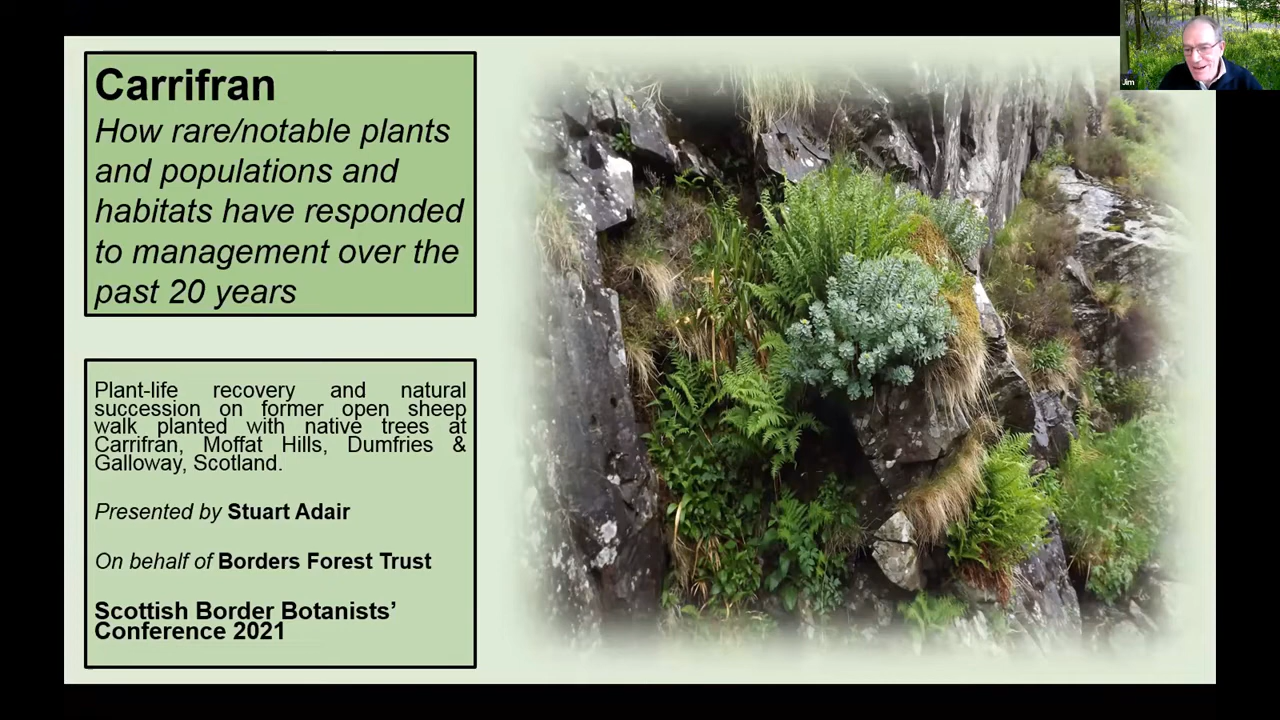 Carrifran
How rare/notable plants
and populations and
habitats have responded
to management over the
past 20 years
Plant-life recovery and natural
succession on former open sheep
walk planted with native trees at
Carrifran, Moffat Hills, Dumfries &
Galloway, Scotland.
Presented by Stuart Adair
On behalf of Borders Forest Trust
Scottish Border Botanists’
Conference 2021
Jim